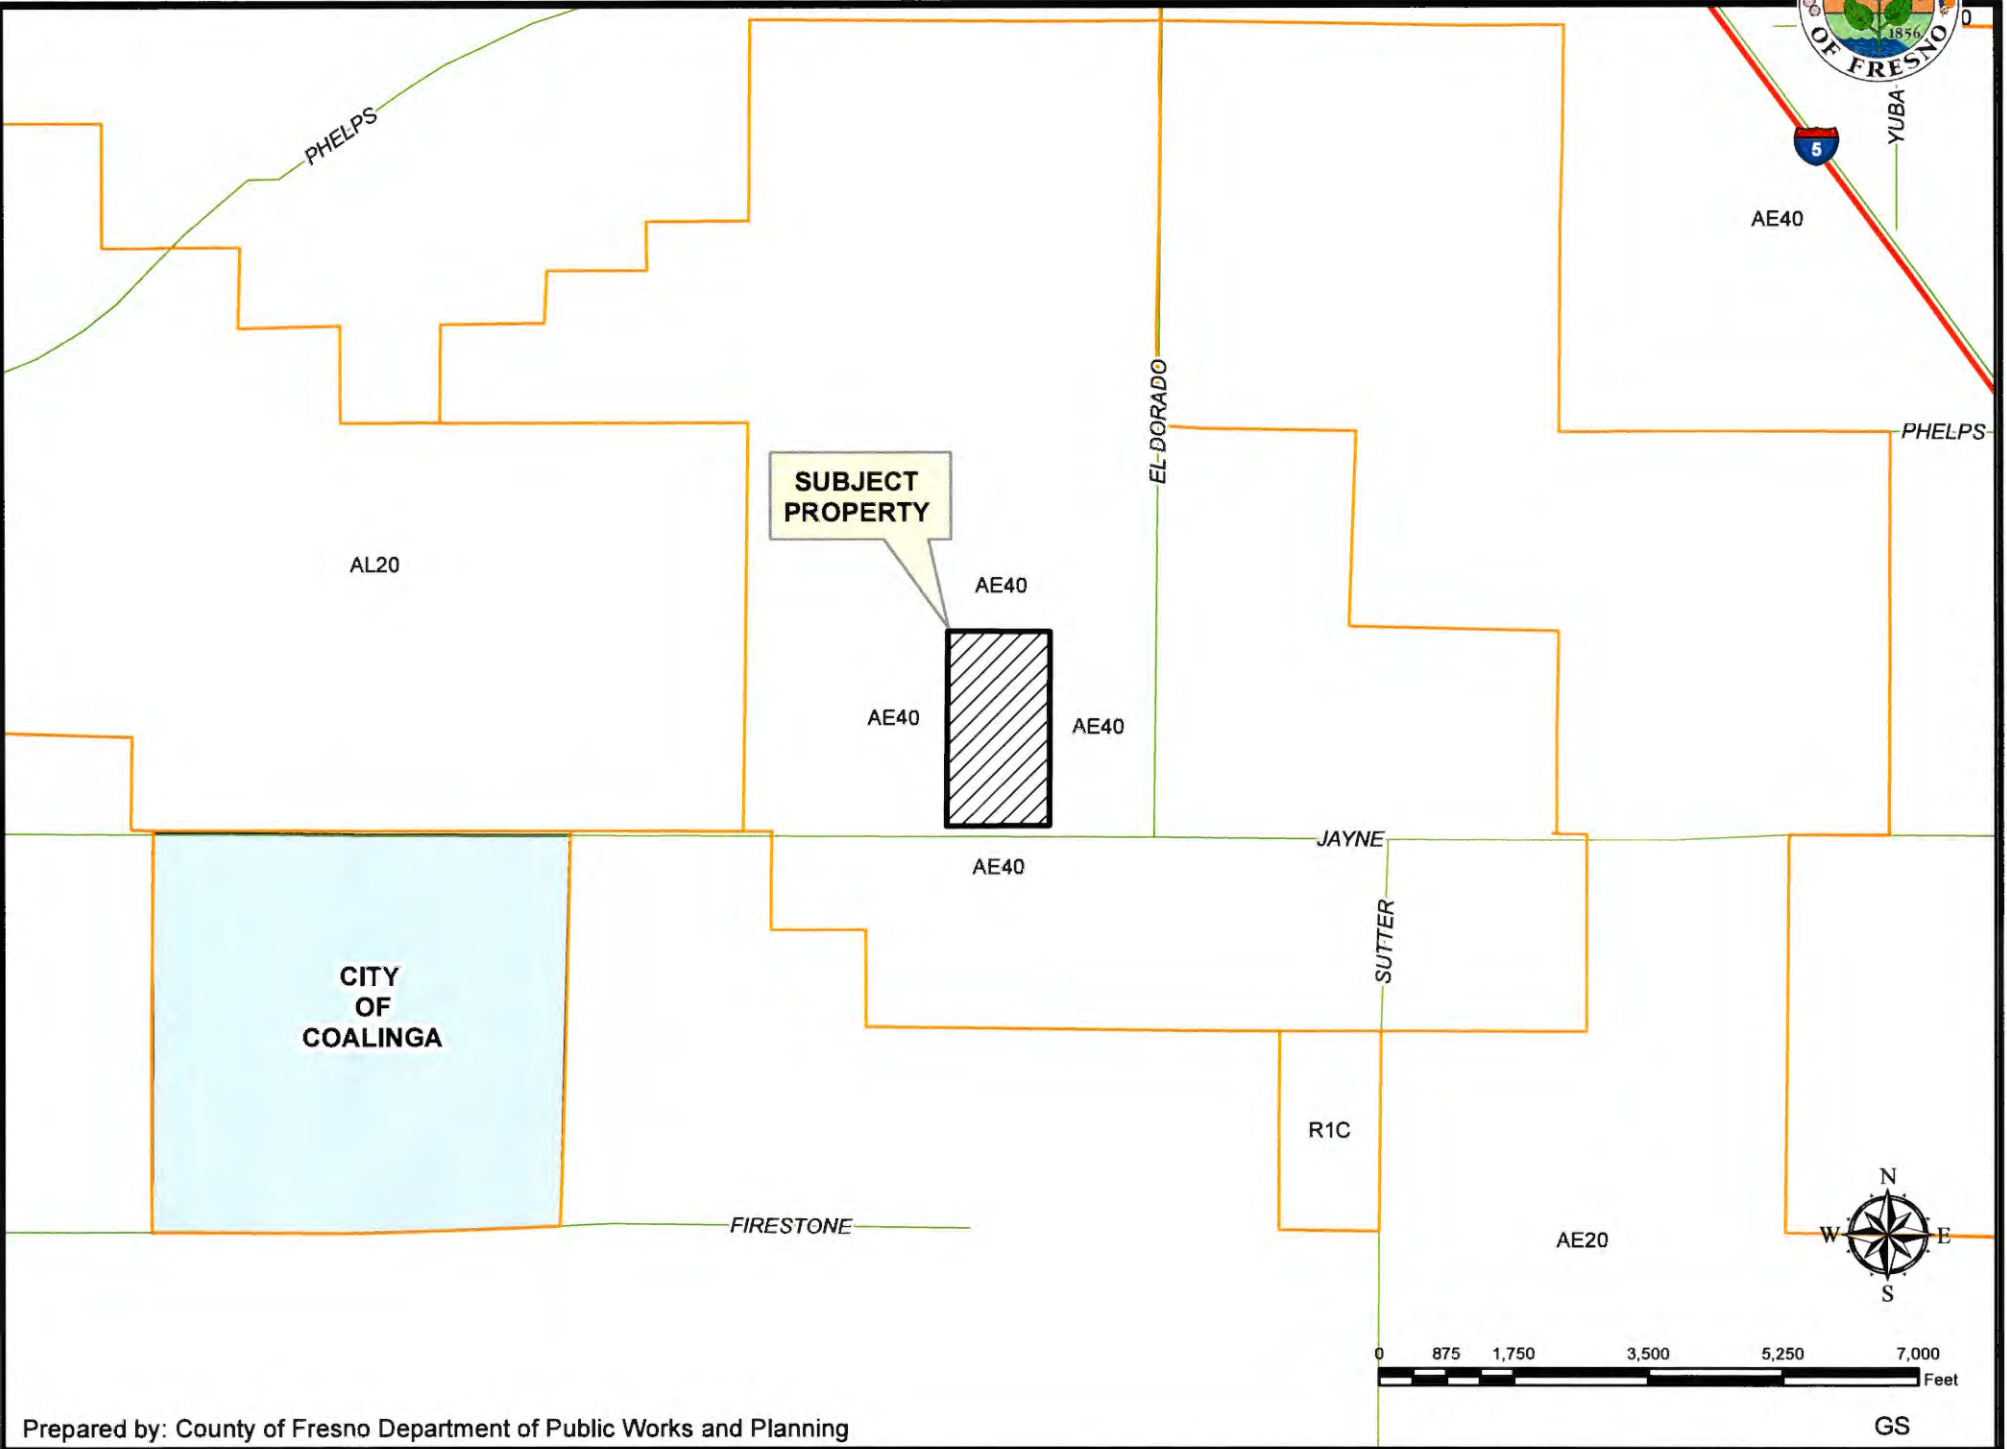 1856
OF FRESNO
PHELPS
YUBA
5
AE40
EL DORADO
PHELPS
SUBJECT
PROPERTY
AL20
AE40
AE40
AE40
JAYNE
AE40
SUTTER
CITY
OF
COALINGA
R1C
N
FIRESTONE
AE20
W
E
S
0 875 1,750 3,500 5,250 7,000
Feet
Prepared by: County of Fresno Department of Public Works and Planning
GS